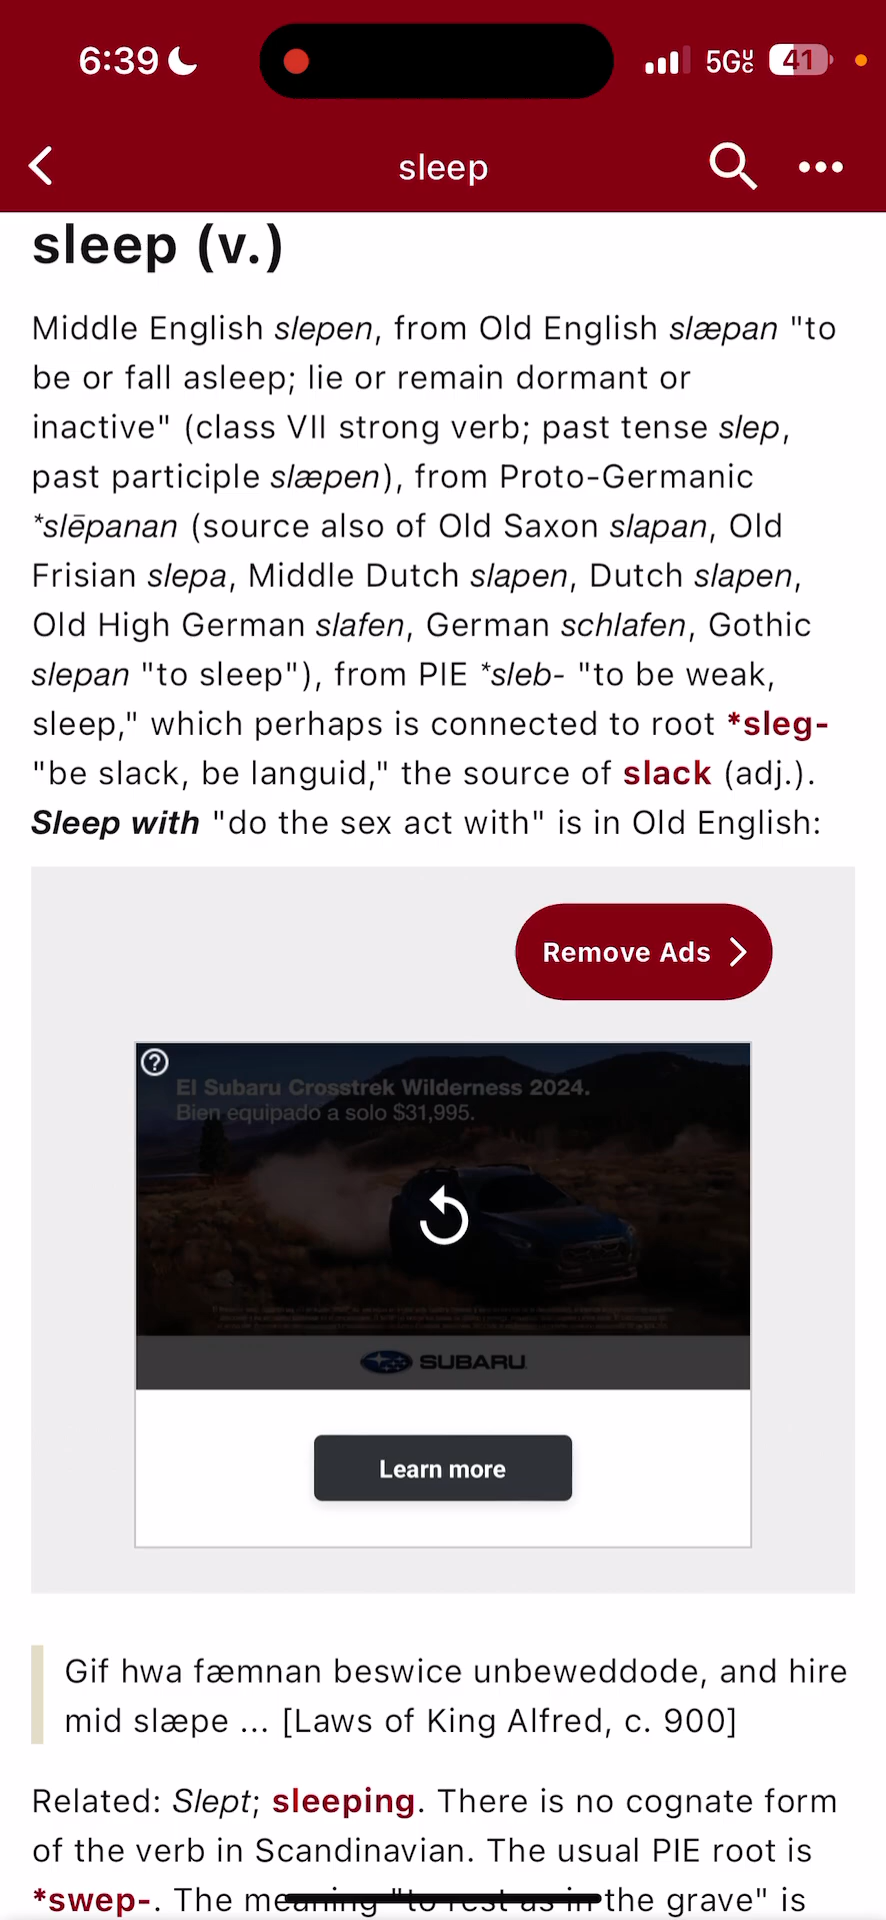 6:39
5G UC
41
sleep
sleep (v.)
Middle English slepen, from Old English slæpan "to
be or fall asleep; lie or remain dormant or
inactive" (class VII strong verb; past tense slep,
past participle slæpen), from Proto-Germanic
*slēpanan (source also of Old Saxon slapan, Old
Frisian slepa, Middle Dutch slapen, Dutch slapen,
Old High German slafen, German schlafen, Gothic
slepan "to sleep"), from PIE *sleb- "to be weak,
sleep," which perhaps is connected to root *sleg-
"be slack, be languid," the source of slack (adj.).
Sleep with "do the sex act with" is in Old English:
Remove Ads
El Subaru Crosstrek Wilderness 2024.
Bien equipado a solo $31,995.
SUBARU
Learn more
Gif hwa fæmnan beswice unbeweddode, and hire
mid slæpe ... [Laws of King Alfred, c. 900]
Related: Slept; sleeping. There is no cognate form
of the verb in Scandinavian. The usual PIE root is
*swep-. The meaning "to rest as in the grave" is